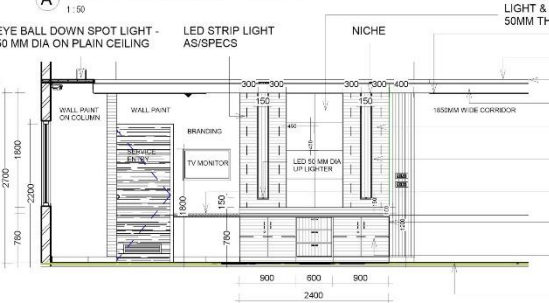 A
1:50
EYE BALL DOWN SPOT LIGHT -
50 MM DIA ON PLAIN CEILING
LED STRIP LIGHT
AS/SPECS
NICHE
LIGHT &
50MM TH
300 300
300 300 400
150
150
WALL PAINT
ON COLUMN
WALL PAINT
BRANDING
1850MM WIDE CORRIDOR
450
SERVICE
ENTRY
TV MONITOR
LED 50 MM DIA
UP LIGHTER
2700
1800
2200
780
1800
150
780
150
1200
900
600
900
2400